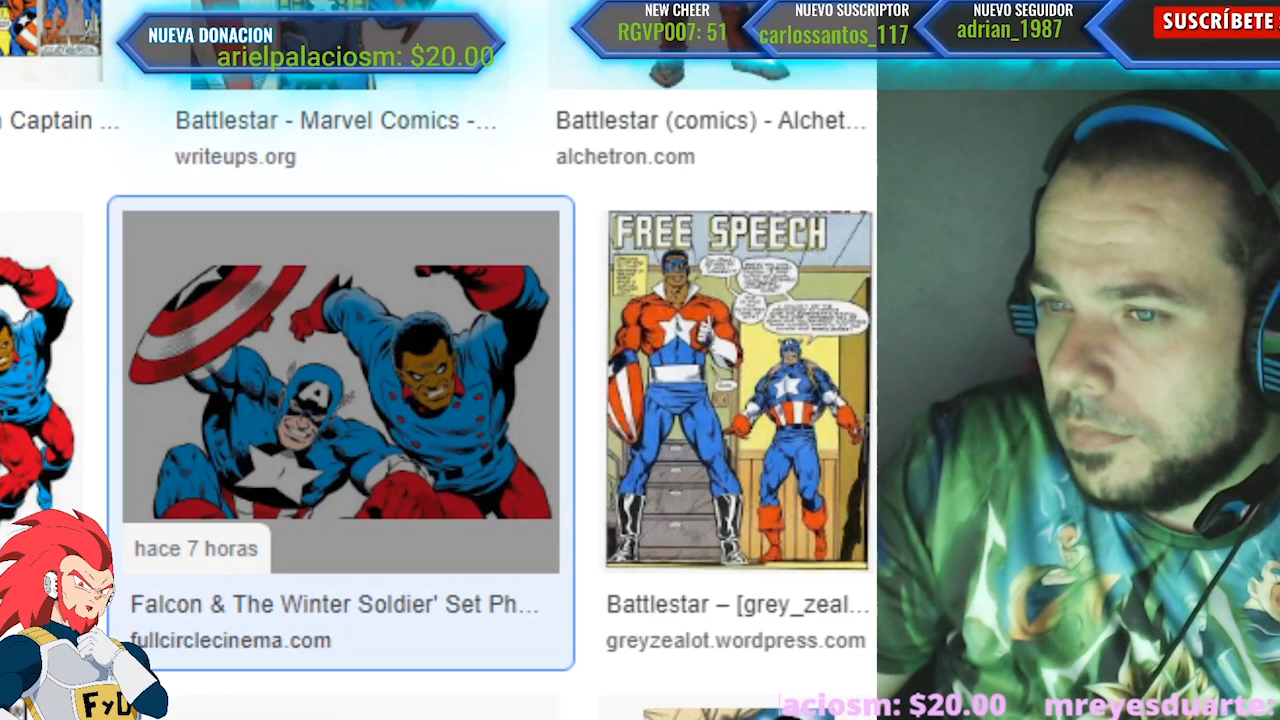 NUEVA DONACION
arielpalaciosm: $20.00
NEW CHEER
RGVP007: 51
NUEVO SUSCRIPTOR
carlossantos_117
NUEVO SEGUIDOR
adrian_1987
SUSCRÍBETE
Captain ...
Battlestar - Marvel Comics -...
writeups.org
Battlestar (comics) - Alchet...
alchetron.com
FREE SPEECH
A
hace 7 horas
Falcon & The Winter Soldier' Set Ph...
fullcirclecinema.com
Battlestar – [grey_zeal...
greyzealot.wordpress.com
FyD
aciosm: $20.00 mreyesduarte: